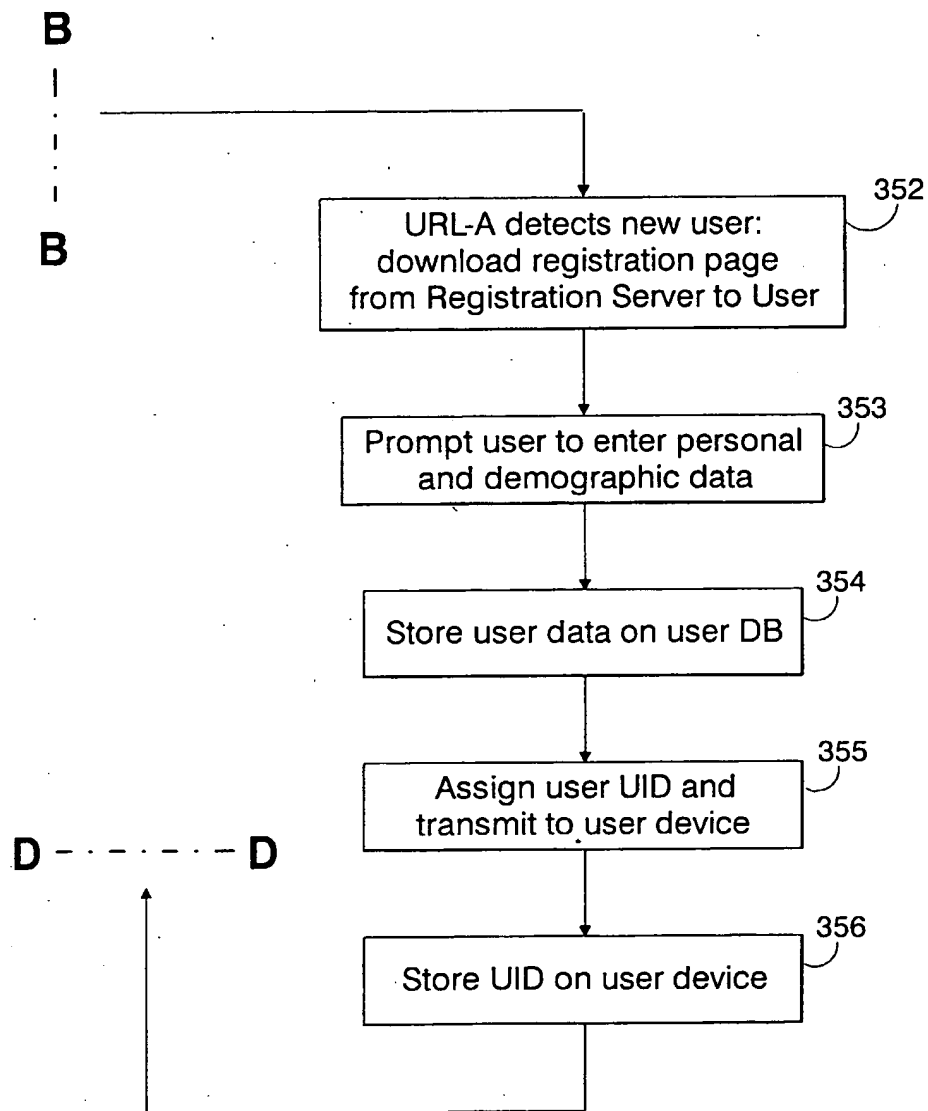 B
B
352
URL-A detects new user:
download registration page
from Registration Server to User
353
Prompt user to enter personal
and demographic data
354
Store user data on user DB
355
Assign user UID and
transmit to user device
D D
356
Store UID on user device